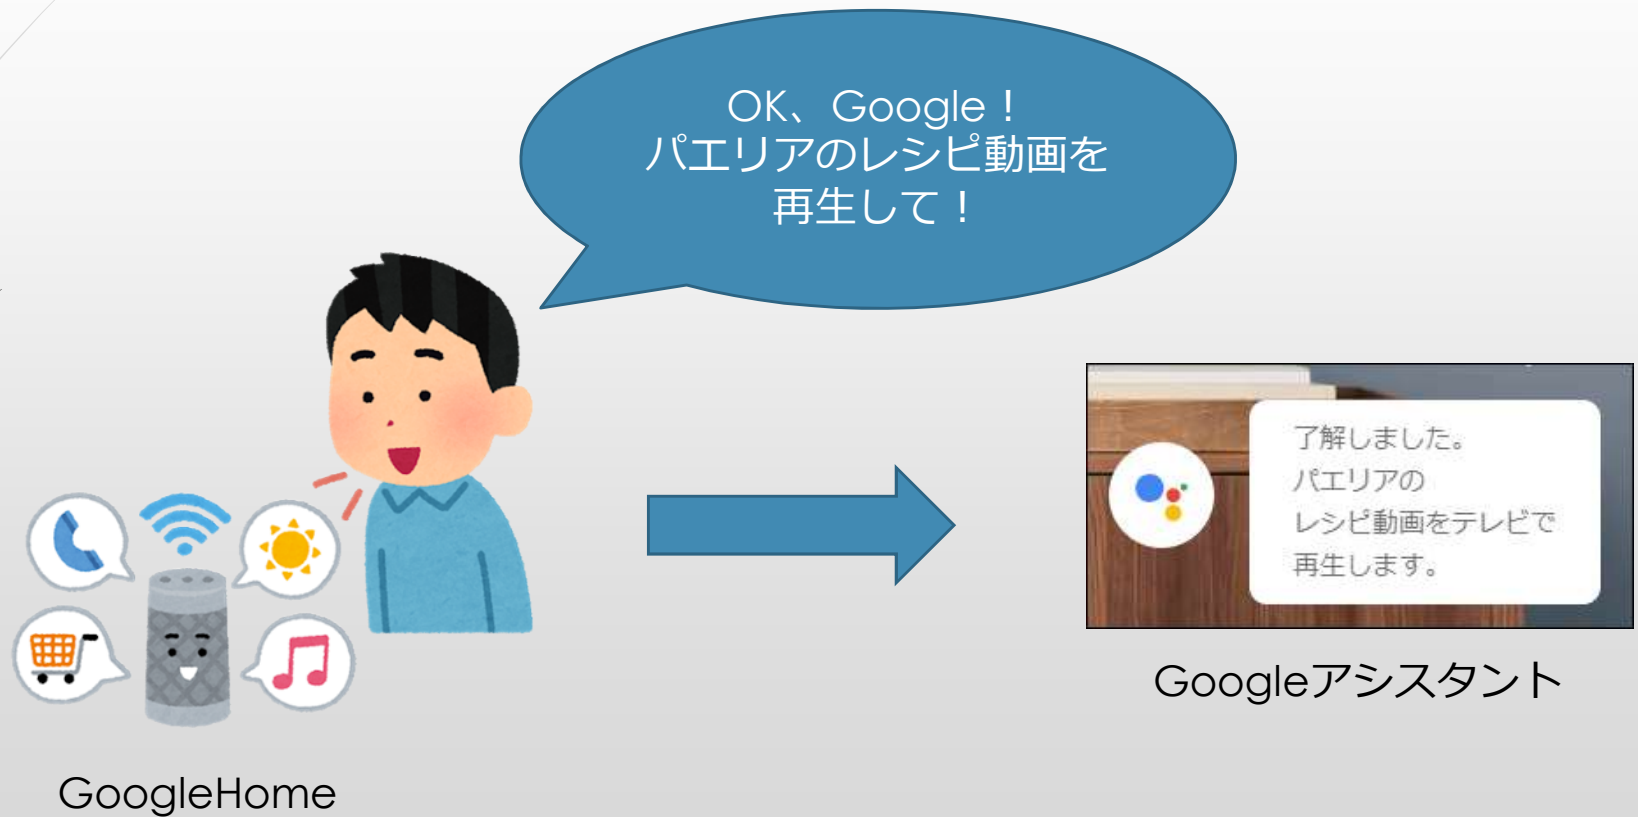 OK、Google！
パエリアのレシピ動画を
再生して！
了解しました。
パエリアの
レシピ動画をテレビで
再生します。
Googleアシスタント
GoogleHome